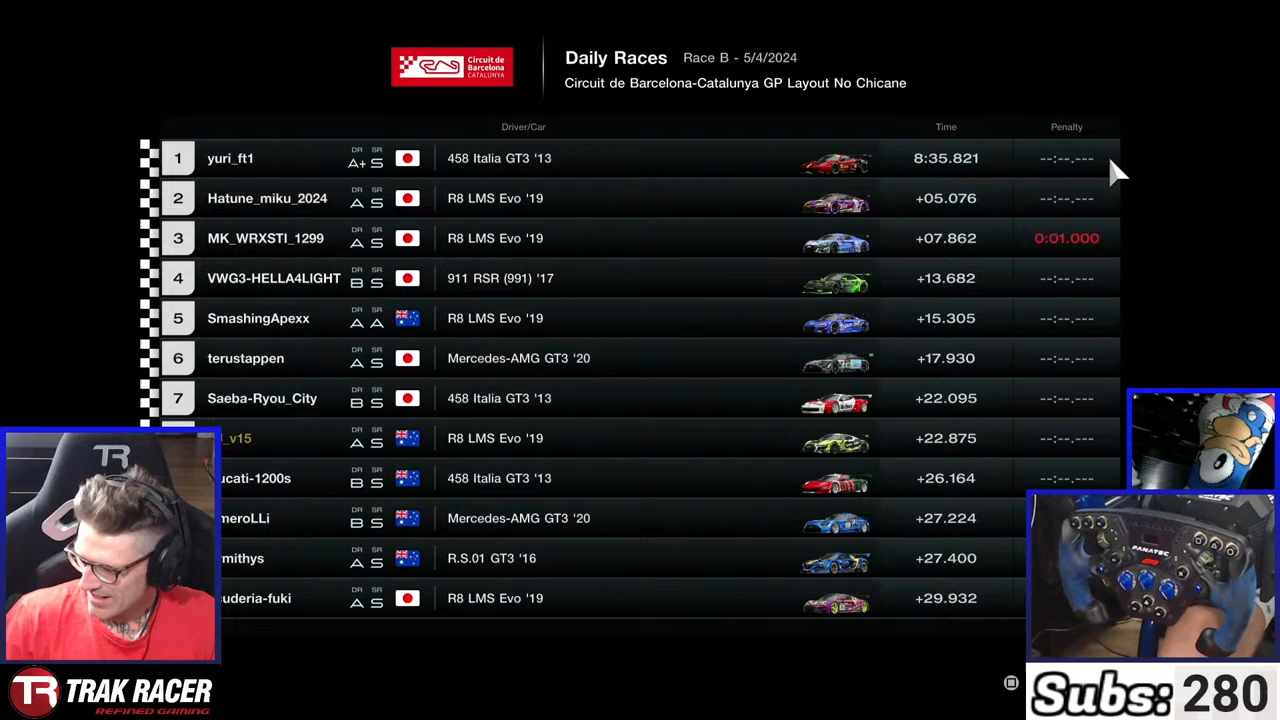 Circuit de
Barcelona
CATALUNYA
Daily Races Race B - 5/4/2024
Circuit de Barcelona-Catalunya GP Layout No Chicane
Driver/Car Time Penalty
1 yuri_ft1 DR A+ SR S 458 Italia GT3 '13 8:35.821 --:--.---
2 Hatune_miku_2024 DR A SR S R8 LMS Evo '19 +05.076 --:--.---
3 MK_WRXSTI_1299 DR A SR S R8 LMS Evo '19 +07.862 0:01.000
4 VWG3-HELLA4LIGHT DR B SR S 911 RSR (991) '17 +13.682 --:--.---
5 SmashingApexx DR A SR A R8 LMS Evo '19 +15.305 --:--.---
6 terustappen DR A SR S Mercedes-AMG GT3 '20 +17.930 --:--.---
7 Saeba-Ryou_City DR B SR S 458 Italia GT3 '13 +22.095 --:--.---
_v15 DR A SR S R8 LMS Evo '19 +22.875 --:--.---
ucati-1200s DR B SR S 458 Italia GT3 '13 +26.164 --:--.---
meroLLi DR B SR S Mercedes-AMG GT3 '20 +27.224
mithys DR A SR S R.S.01 GT3 '16 +27.400
uderia-fuki DR A SR S R8 LMS Evo '19 +29.932
TR
FANATEC
TR TRAK RACER
REFINED GAMING
Subs: 280